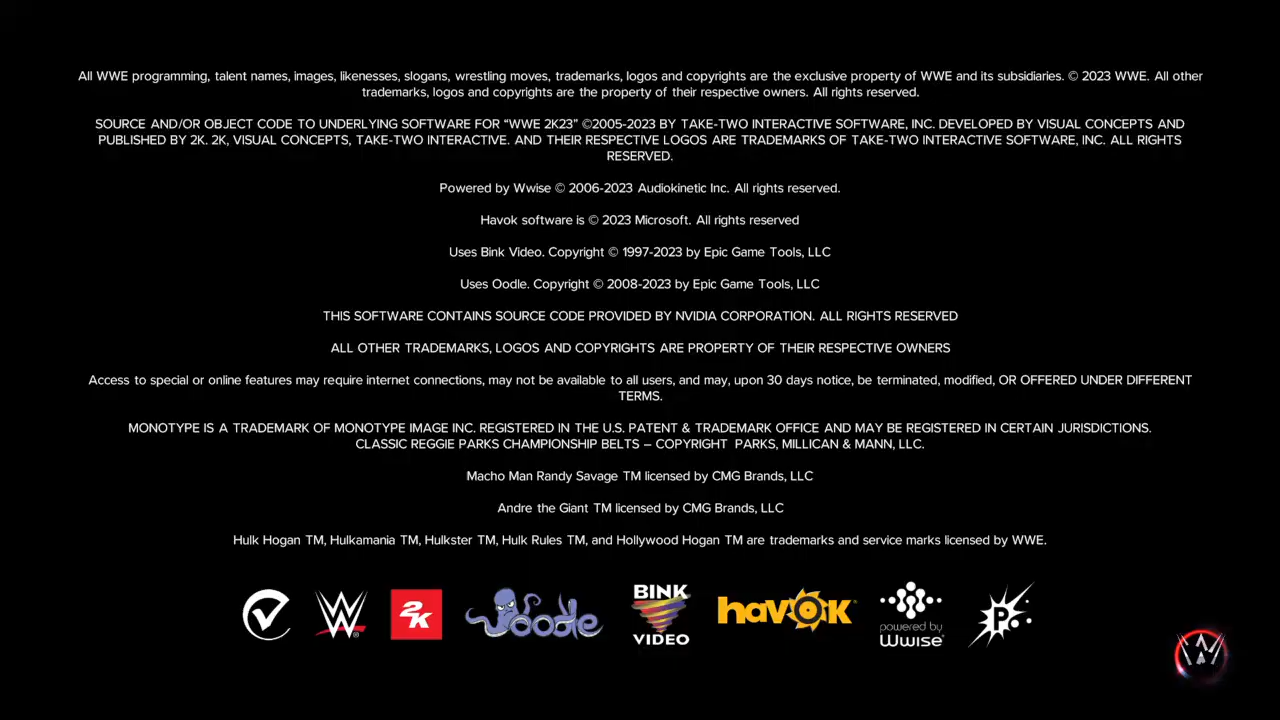 All WWE programming, talent names, images, likenesses, slogans, wrestling moves, trademarks, logos and copyrights are the exclusive property of WWE and its subsidiaries. © 2023 WWE. All other
trademarks, logos and copyrights are the property of their respective owners. All rights reserved.
SOURCE AND/OR OBJECT CODE TO UNDERLYING SOFTWARE FOR “WWE 2K23” ©2005-2023 BY TAKE-TWO INTERACTIVE SOFTWARE, INC. DEVELOPED BY VISUAL CONCEPTS AND
PUBLISHED BY 2K. 2K, VISUAL CONCEPTS, TAKE-TWO INTERACTIVE. AND THEIR RESPECTIVE LOGOS ARE TRADEMARKS OF TAKE-TWO INTERACTIVE SOFTWARE, INC. ALL RIGHTS
RESERVED.
Powered by Wwise © 2006-2023 Audiokinetic Inc. All rights reserved.
Havok software is © 2023 Microsoft. All rights reserved
Uses Bink Video. Copyright © 1997-2023 by Epic Game Tools, LLC
Uses Oodle. Copyright © 2008-2023 by Epic Game Tools, LLC
THIS SOFTWARE CONTAINS SOURCE CODE PROVIDED BY NVIDIA CORPORATION. ALL RIGHTS RESERVED
ALL OTHER TRADEMARKS, LOGOS AND COPYRIGHTS ARE PROPERTY OF THEIR RESPECTIVE OWNERS
Access to special or online features may require internet connections, may not be available to all users, and may, upon 30 days notice, be terminated, modified, OR OFFERED UNDER DIFFERENT
TERMS.
MONOTYPE IS A TRADEMARK OF MONOTYPE IMAGE INC. REGISTERED IN THE U.S. PATENT & TRADEMARK OFFICE AND MAY BE REGISTERED IN CERTAIN JURISDICTIONS.
CLASSIC REGGIE PARKS CHAMPIONSHIP BELTS – COPYRIGHT PARKS, MILLICAN & MANN, LLC.
Macho Man Randy Savage TM licensed by CMG Brands, LLC
Andre the Giant TM licensed by CMG Brands, LLC
Hulk Hogan TM, Hulkamania TM, Hulkster TM, Hulk Rules TM, and Hollywood Hogan TM are trademarks and service marks licensed by WWE.
W 2K oodle BINK VIDEO havok powered by Wwise P